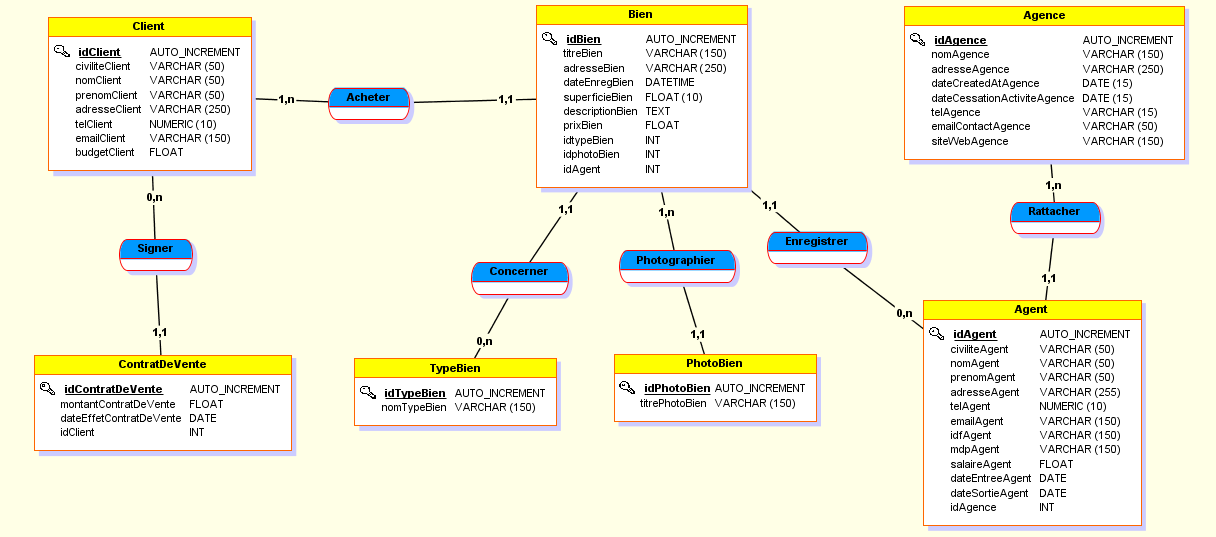 Client
idClient AUTO_INCREMENT
civiliteClient VARCHAR (50)
nomClient VARCHAR (50)
prenomClient VARCHAR (50)
adresseClient VARCHAR (250)
telClient NUMERIC (10)
emailClient VARCHAR (150)
budgetClient FLOAT
1,n
Acheter
1,1
Bien
idBien AUTO_INCREMENT
titreBien VARCHAR (150)
adresseBien VARCHAR (250)
dateEnregBien DATETIME
superficieBien FLOAT (10)
descriptionBien TEXT
prixBien FLOAT
idtypeBien INT
idphotoBien INT
idAgent INT
Agence
idAgence AUTO_INCREMENT
nomAgence VARCHAR (150)
adresseAgence VARCHAR (250)
dateCreatedAtAgence DATE (15)
dateCessationActiviteAgence DATE (15)
telAgence VARCHAR (15)
emailContactAgence VARCHAR (50)
siteWebAgence VARCHAR (150)
0,n
Signer
1,1
1,1
Concerner
0,n
1,n
Photographier
1,1
1,1
Enregistrer
0,n
1,n
Rattacher
1,1
ContratDeVente
idContratDeVente AUTO_INCREMENT
montantContratDeVente FLOAT
dateEffetContratDeVente DATE
idClient INT
TypeBien
idTypeBien AUTO_INCREMENT
nomTypeBien VARCHAR (150)
PhotoBien
idPhotoBien AUTO_INCREMENT
titrePhotoBien VARCHAR (150)
Agent
idAgent AUTO_INCREMENT
civiliteAgent VARCHAR (50)
nomAgent VARCHAR (50)
prenomAgent VARCHAR (50)
adresseAgent VARCHAR (255)
telAgent NUMERIC (10)
emailAgent VARCHAR (150)
idfAgent VARCHAR (150)
mdpAgent VARCHAR (150)
salaireAgent FLOAT
dateEntreeAgent DATE
dateSortieAgent DATE
idAgence INT